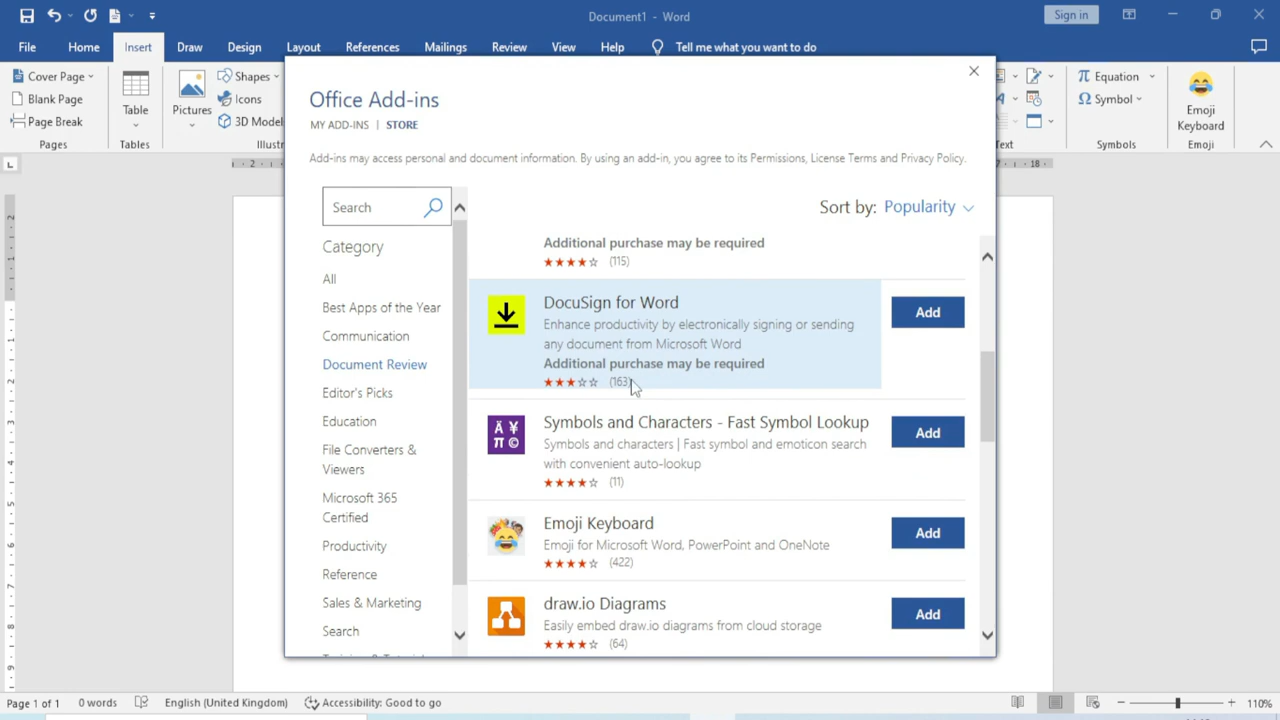 Document1 - Word
Sign in
File Home Insert Draw Design Layout References Mailings Review View Help Tell me what you want to do
Cover Page
Blank Page
Page Break
Pages
Table
Tables
Pictures
Shapes
Icons
3D Model
Illustr
Text
Equation
Symbol
Symbols
Emoji Keyboard
Emoji
Office Add-ins
MY ADD-INS | STORE
Add-ins may access personal and document information. By using an add-in, you agree to its Permissions, License Terms and Privacy Policy.
Search
Sort by: Popularity
Category
All
Best Apps of the Year
Communication
Document Review
Editor's Picks
Education
File Converters &
Viewers
Microsoft 365
Certified
Productivity
Reference
Sales & Marketing
Search
Additional purchase may be required
(115)
DocuSign for Word
Enhance productivity by electronically signing or sending
any document from Microsoft Word
Additional purchase may be required
(163)
Add
Symbols and Characters - Fast Symbol Lookup
Symbols and characters | Fast symbol and emoticon search
with convenient auto-lookup
(11)
Add
Emoji Keyboard
Emoji for Microsoft Word, PowerPoint and OneNote
(422)
Add
draw.io Diagrams
Easily embed draw.io diagrams from cloud storage
(64)
Add
Page 1 of 1 0 words English (United Kingdom) Accessibility: Good to go 110%